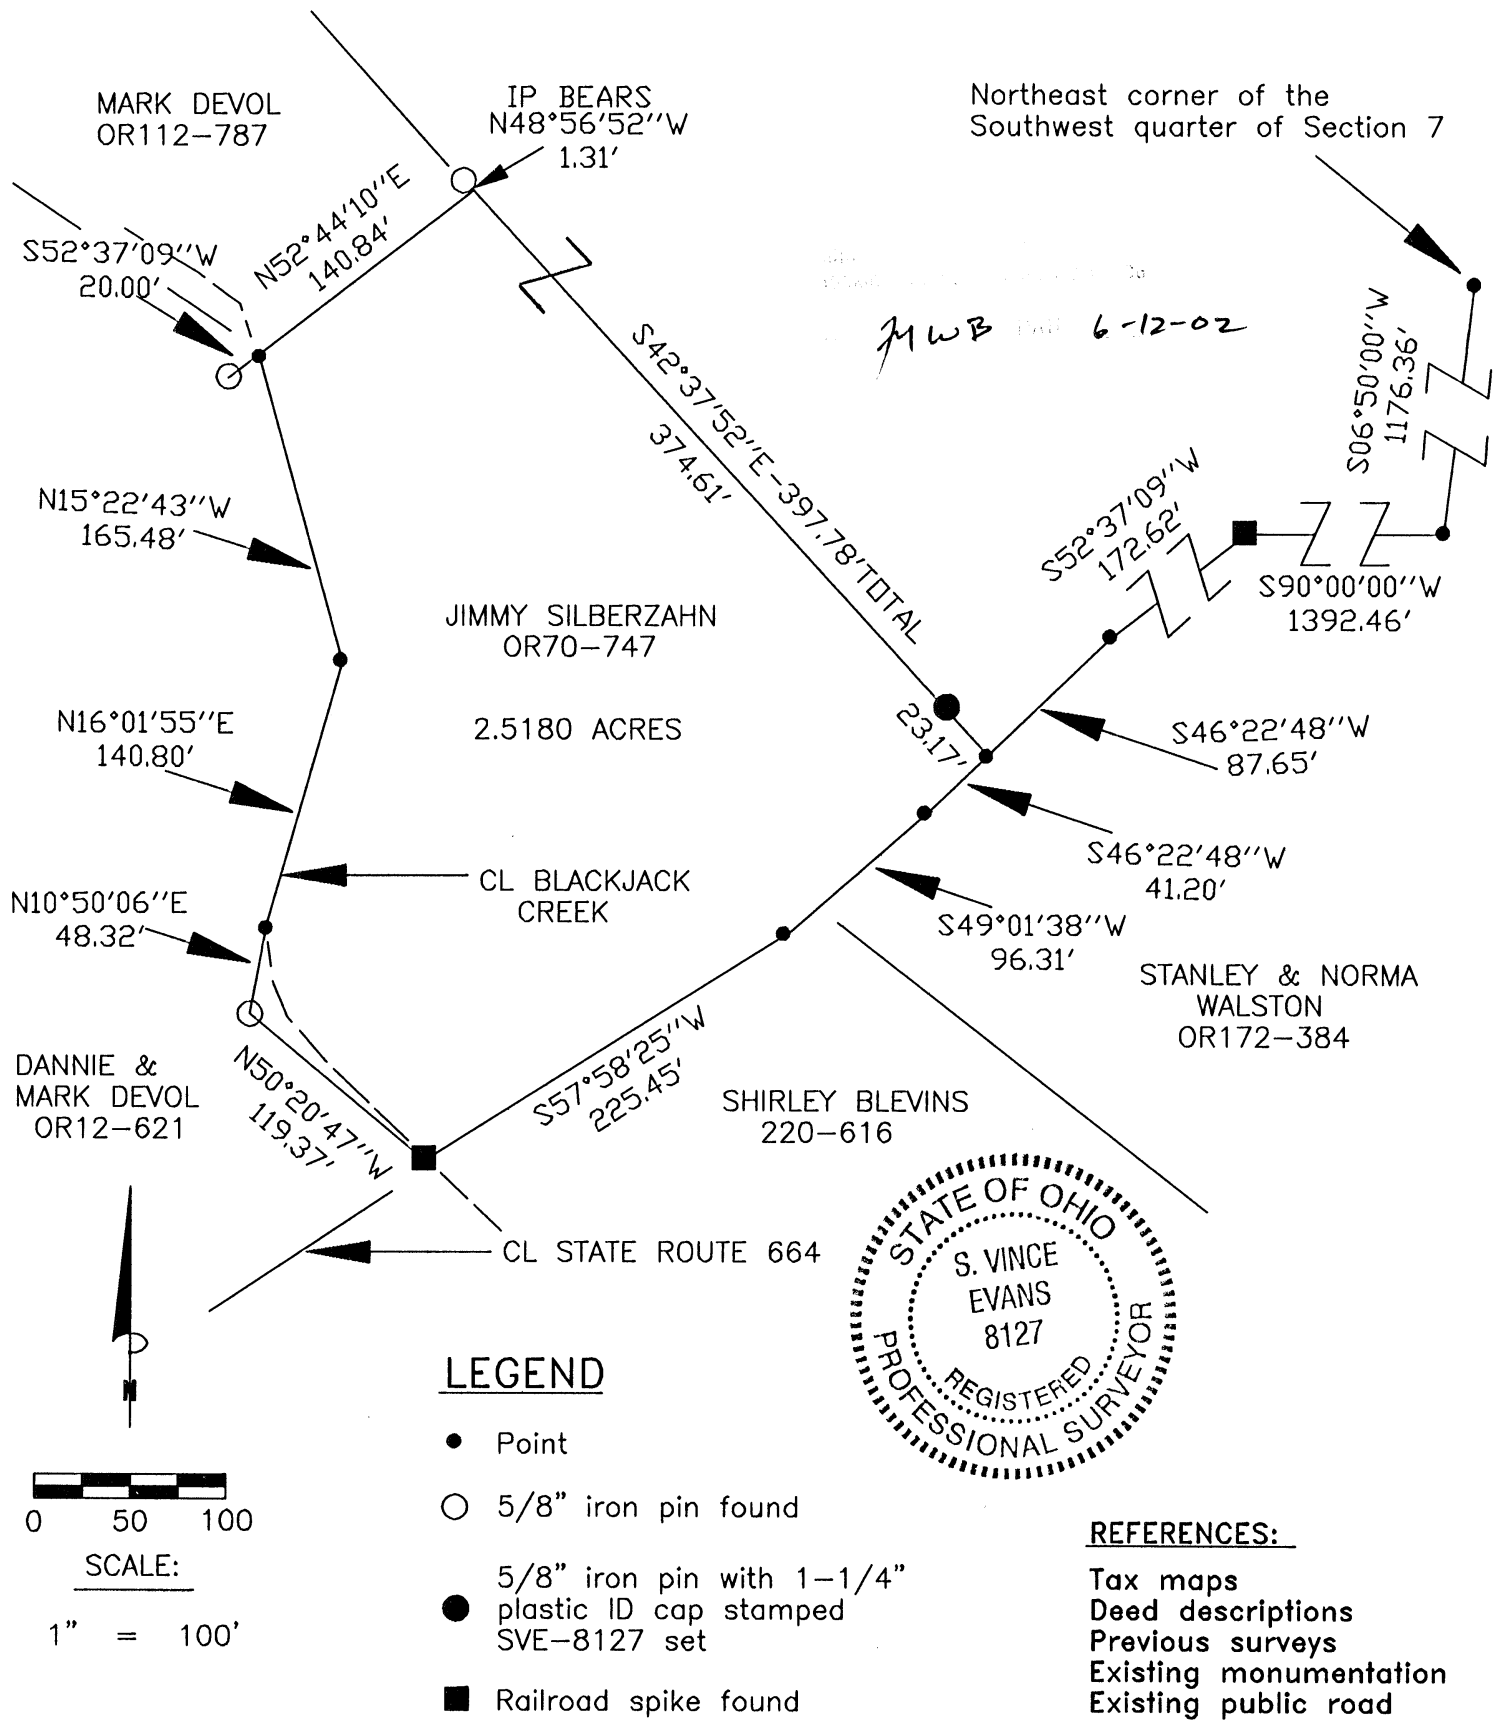 MARK DEVOL
OR112-787
IP BEARS
N48°56'52"W
1.31'
Northeast corner of the
Southwest quarter of Section 7
S52°37'09"W
20.00'
N52°44'10"E
140.84'
S42°37'52"E-397.78'TOTAL
374.61'
23.17'
MWB 6-12-02
S06°50'00"W
1176.36'
S52°37'09"W
172.62'
S90°00'00"W
1392.46'
N15°22'43"W
165.48'
JIMMY SILBERZAHN
OR70-747
2.5180 ACRES
N16°01'55"E
140.80'
S46°22'48"W
87.65'
S46°22'48"W
41.20'
CL BLACKJACK
CREEK
N10°50'06"E
48.32'
S49°01'38"W
96.31'
STANLEY & NORMA
WALSTON
OR172-384
DANNIE &
MARK DEVOL
OR12-621
N50°20'47"W
119.37'
S57°58'25"W
225.45'
SHIRLEY BLEVINS
220-616
CL STATE ROUTE 664
STATE OF OHIO
S. VINCE
EVANS
8127
REGISTERED
PROFESSIONAL SURVEYOR
N
0 50 100
SCALE:
1" = 100'
LEGEND
Point
5/8" iron pin found
5/8" iron pin with 1-1/4"
plastic ID cap stamped
SVE-8127 set
Railroad spike found
REFERENCES:
Tax maps
Deed descriptions
Previous surveys
Existing monumentation
Existing public road